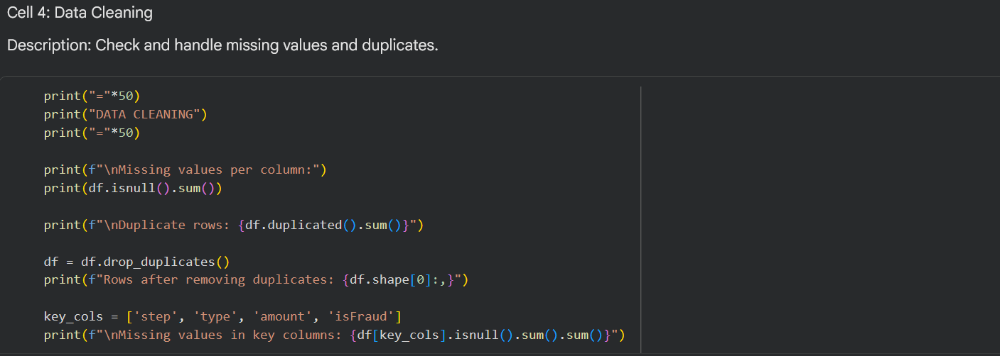 Cell 4: Data Cleaning
Description: Check and handle missing values and duplicates.
print("="*50)
print("DATA CLEANING")
print("="*50)
print(f"\nMissing values per column:")
print(df.isnull().sum())
print(f"\nDuplicate rows: {df.duplicated().sum()}")
df = df.drop_duplicates()
print(f"Rows after removing duplicates: {df.shape[0]:,}")
key_cols = ['step', 'type', 'amount', 'isFraud']
print(f"\nMissing values in key columns: {df[key_cols].isnull().sum().sum()}")